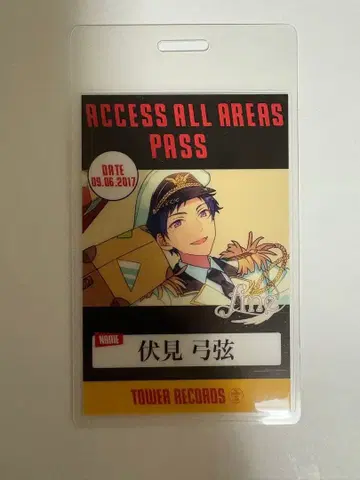 ACCESS ALL AREAS
PASS
DATE
09.06.2017
NAME
伏見 弓弦
TOWER RECORDS